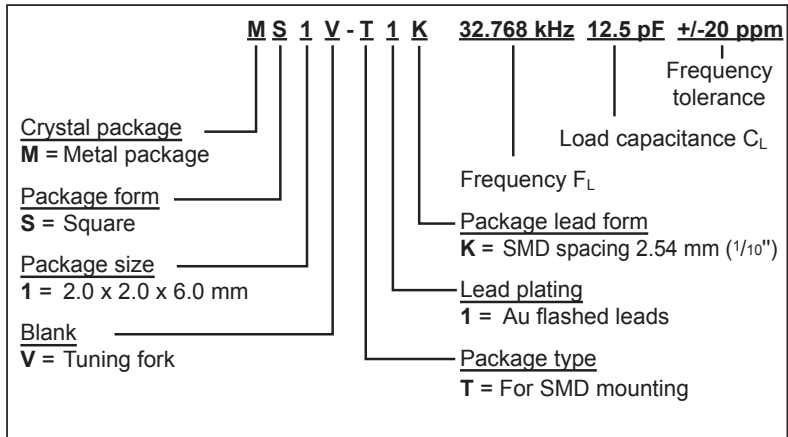 M S 1 V - T 1 K 32.768 kHz 12.5 pF +/-20 ppm
Frequency
tolerance
Load capacitance CL
Frequency FL
Crystal package
M = Metal package
Package form
S = Square
Package size
1 = 2.0 x 2.0 x 6.0 mm
Blank
V = Tuning fork
Package lead form
K = SMD spacing 2.54 mm (1/10")
Lead plating
1 = Au flashed leads
Package type
T = For SMD mounting